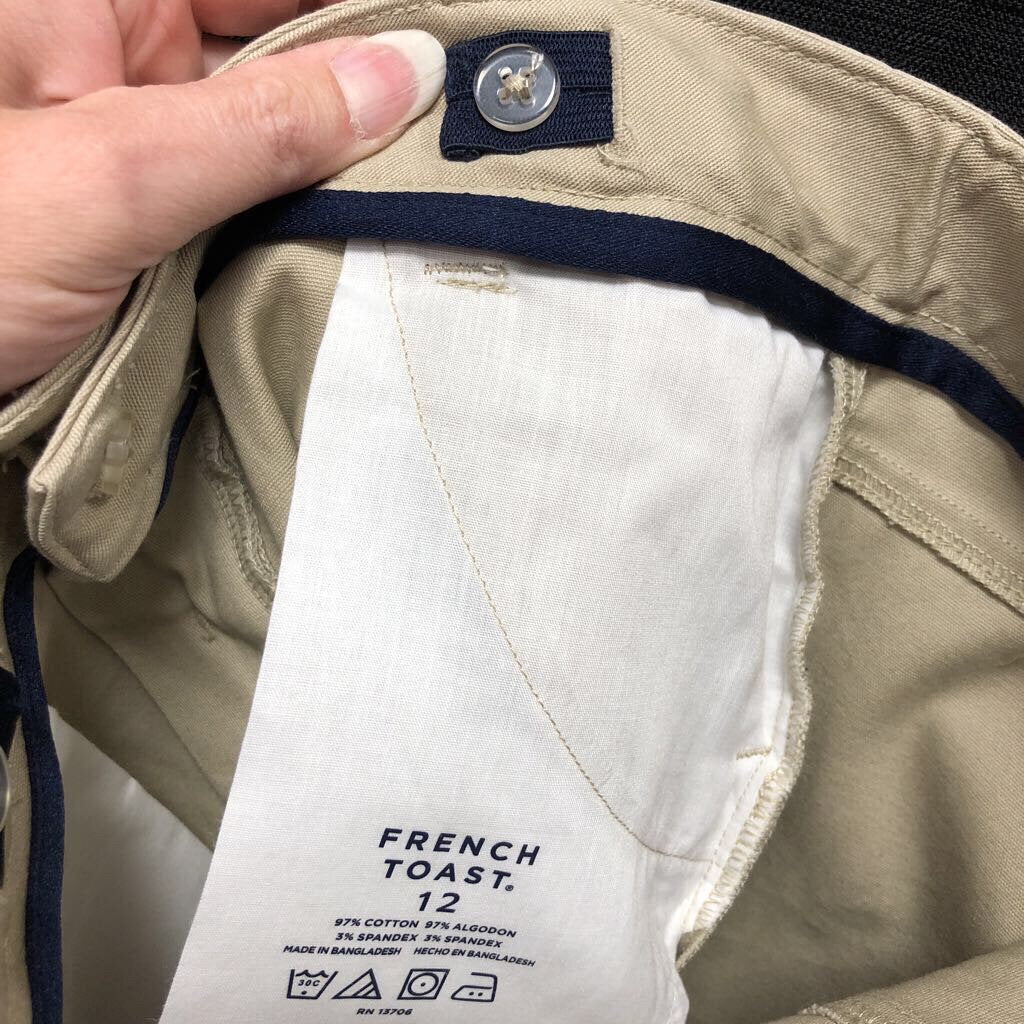 FRENCH
TOAST®
12
97% COTTON 97% ALGODON
3% SPANDEX 3% SPANDEX
MADE IN BANGLADESH HECHO EN BANGLADESH
30C
RN 13706